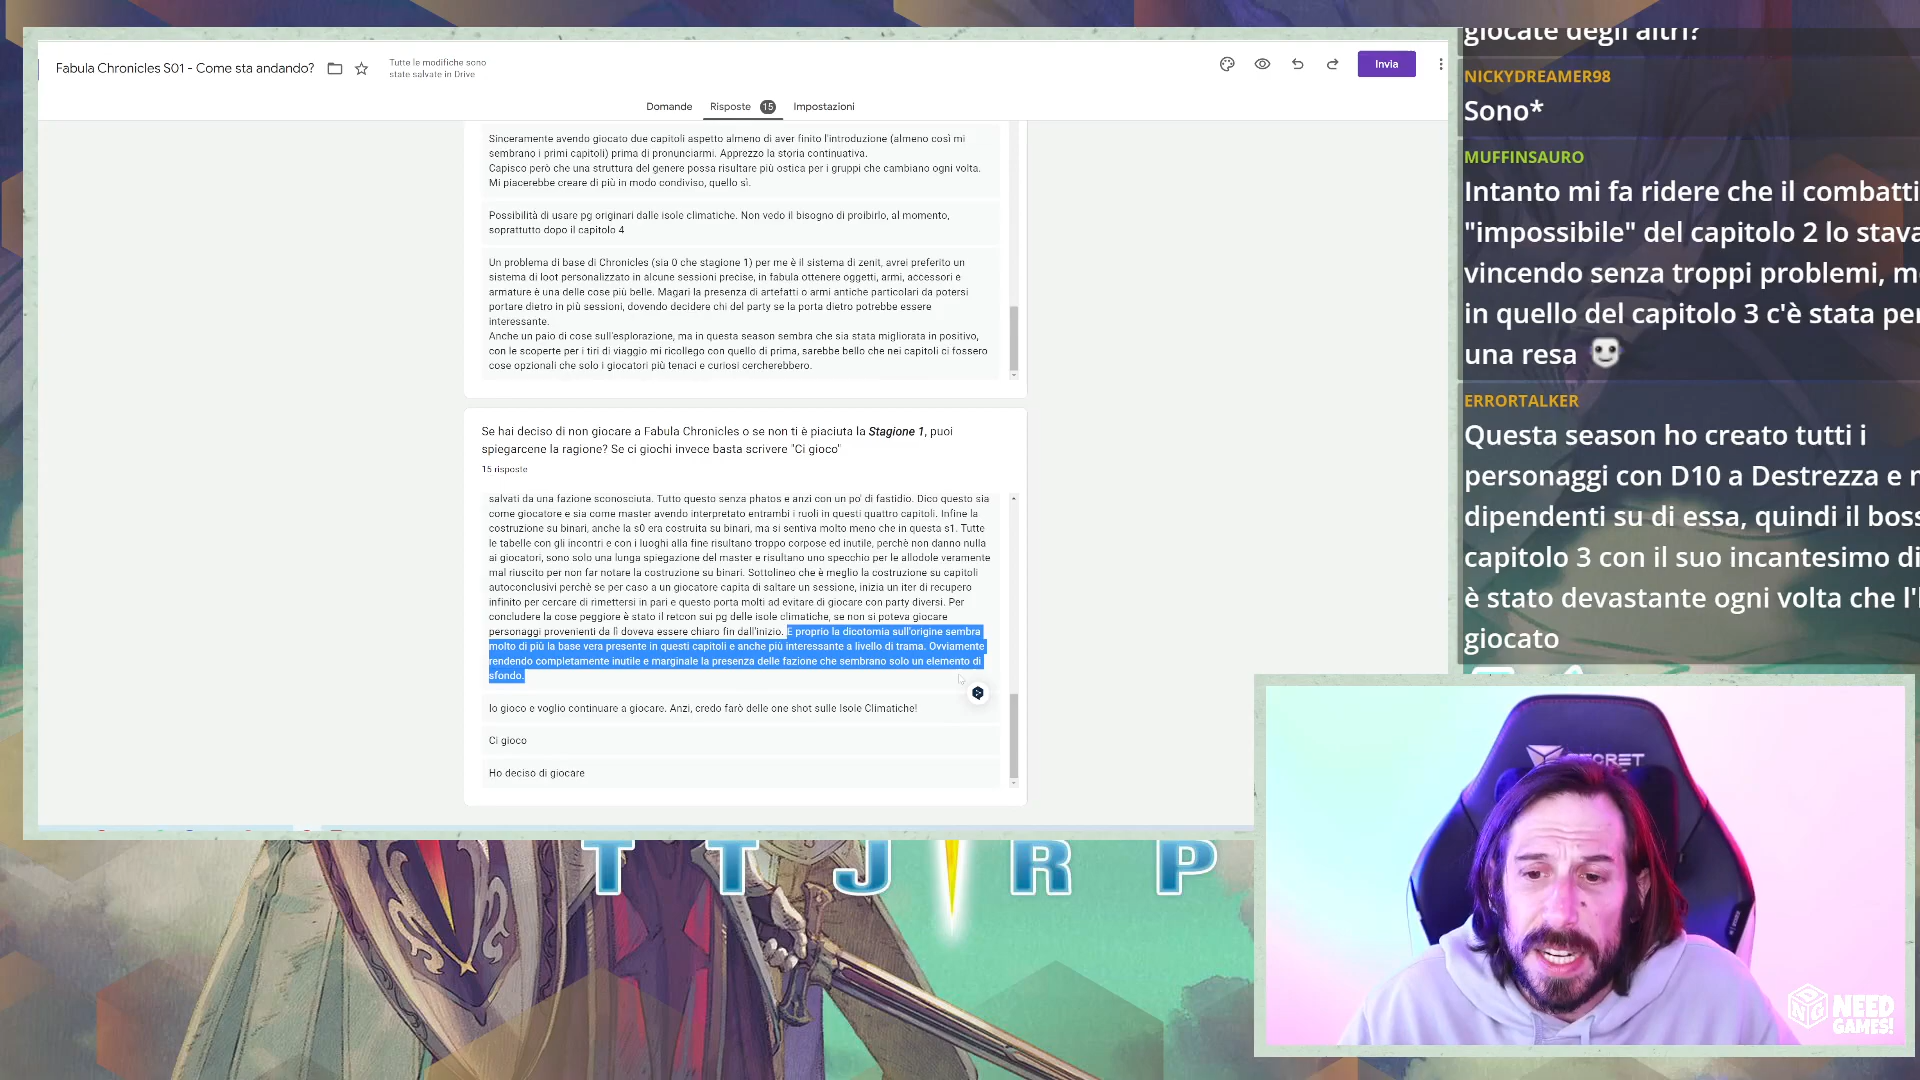 Fabula Chronicles S01 - Come sta andando?
Tutte le modifiche sono
state salvate in Drive
Invia
Domande
Risposte
15
Impostazioni
Sinceramente avendo giocato due capitoli aspetto almeno di aver finito l'introduzione (almeno così mi
sembrano i primi capitoli) prima di pronunciarmi. Apprezzo la storia continuativa.
Capisco però che una struttura del genere possa risultare più ostica per i gruppi che cambiano ogni volta.
Mi piacerebbe creare di più in modo condiviso, quello sì.
Possibilità di usare pg originari dalle isole climatiche. Non vedo il bisogno di proibirlo, al momento,
soprattutto dopo il capitolo 4
Un problema di base di Chronicles (sia 0 che stagione 1) per me è il sistema di zenit, avrei preferito un
sistema di loot personalizzato in alcune sessioni precise, in fabula ottenere oggetti, armi, accessori e
armature è una delle cose più belle. Magari la presenza di artefatti o armi antiche particolari da potersi
portare dietro in più sessioni, dovendo decidere chi del party se la porta dietro potrebbe essere
interessante.
Anche un paio di cose sull'esplorazione, ma in questa season sembra che sia stata migliorata in positivo,
con le scoperte per i tiri di viaggio mi ricollego con quello di prima, sarebbe bello che nei capitoli ci fossero
cose opzionali che solo i giocatori più tenaci e curiosi cercherebbero.
Se hai deciso di non giocare a Fabula Chronicles o se non ti è piaciuta la Stagione 1, puoi
spiegarcene la ragione? Se ci giochi invece basta scrivere "Ci gioco"
15 risposte
salvati da una fazione sconosciuta. Tutto questo senza phatos e anzi con un po' di fastidio. Dico questo sia
come giocatore e sia come master avendo interpretato entrambi i ruoli in questi quattro capitoli. Infine la
costruzione su binari, anche la s0 era costruita su binari, ma si sentiva molto meno che in questa s1. Tutte
le tabelle con gli incontri e con i luoghi alla fine risultano troppo corpose ed inutile, perchè non danno nulla
ai giocatori, sono solo una lunga spiegazione del master e risultano uno specchio per le allodole veramente
mal riuscito per non far notare la costruzione su binari. Sottolineo che è meglio la costruzione su capitoli
autoconclusivi perchè se per caso a un giocatore capita di saltare un sessione, inizia un iter di recupero
infinito per cercare di rimettersi in pari e questo porta molti ad evitare di giocare con party diversi. Per
concludere la cose peggiore è stato il retcon sui pg delle isole climatiche, se non si poteva giocare
personaggi provenienti da lì doveva essere chiaro fin dall'inizio. E proprio la dicotomia sull'origine sembra
molto di più la base vera presente in questi capitoli e anche più interessante a livello di trama. Ovviamente
rendendo completamente inutile e marginale la presenza delle fazione che sembrano solo un elemento di
sfondo.
Io gioco e voglio continuare a giocare. Anzi, credo farò delle one shot sulle Isole Climatiche!
Ci gioco
Ho deciso di giocare
giocate degli altri?
NICKYDREAMER98
Sono*
MUFFINSAURO
Intanto mi fa ridere che il combatti
"impossibile" del capitolo 2 lo stava
vincendo senza troppi problemi, m
in quello del capitolo 3 c'è stata per
una resa
ERRORTALKER
Questa season ho creato tutti i
personaggi con D10 a Destrezza e
dipendenti su di essa, quindi il boss
capitolo 3 con il suo incantesimo di
è stato devastante ogni volta che l'
giocato
T T J R P
SECRET
NEED
GAMES!